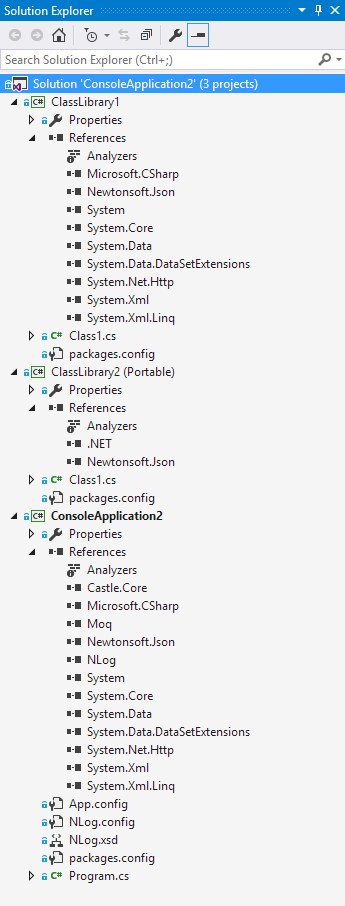 Solution Explorer
Search Solution Explorer (Ctrl+;)
Solution 'ConsoleApplication2' (3 projects)
C# ClassLibrary1
Properties
References
Analyzers
Microsoft.CSharp
Newtonsoft.Json
System
System.Core
System.Data
System.Data.DataSetExtensions
System.Net.Http
System.Xml
System.Xml.Linq
C# Class1.cs
packages.config
C# ClassLibrary2 (Portable)
Properties
References
Analyzers
.NET
Newtonsoft.Json
C# Class1.cs
packages.config
C# ConsoleApplication2
Properties
References
Analyzers
Castle.Core
Microsoft.CSharp
Moq
Newtonsoft.Json
NLog
System
System.Core
System.Data
System.Data.DataSetExtensions
System.Net.Http
System.Xml
System.Xml.Linq
App.config
NLog.config
NLog.xsd
packages.config
C# Program.cs